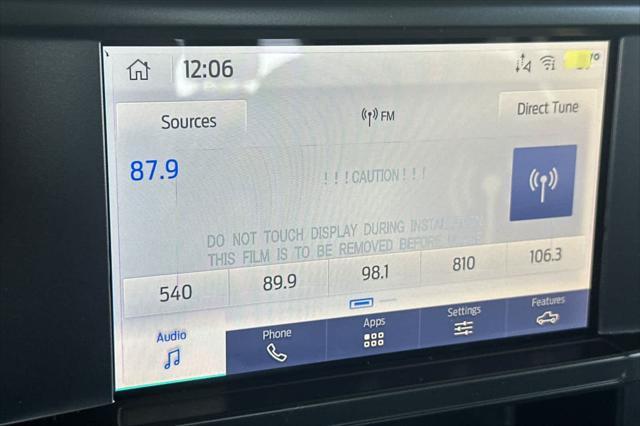 12:06
Sources
FM
Direct Tune
87.9
!!!CAUTION!!!
DO NOT TOUCH DISPLAY DURING
THIS FILM IS TO BE REMOVED BEFORE
540
89.9
98.1
810
106.3
Audio
Phone
Apps
Settings
Features